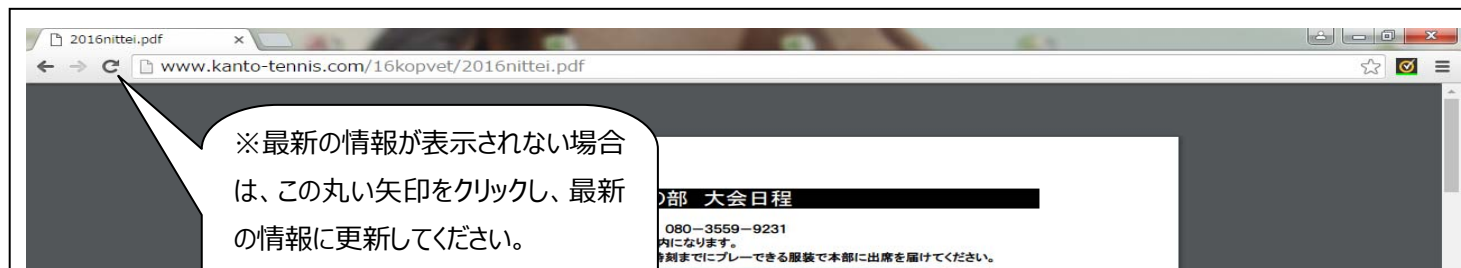 2016nittei.pdf
www.kanto-tennis.com/16kopvet/2016nittei.pdf
※最新の情報が表示されない場合
は、この丸い矢印をクリックし、最新
の情報に更新してください。
の部 大会日程
080-3559-9231
内になります。
時刻までにプレーできる服装で本部に出席を届けてください。